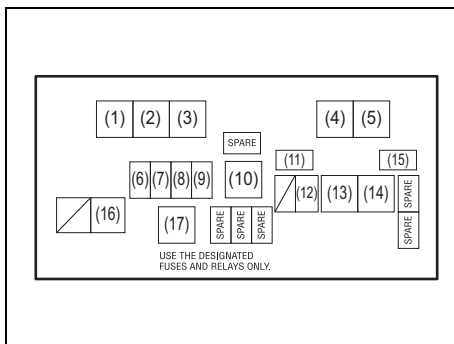 (1) (2) (3) (4) (5)
SPARE
(11) (15)
(6) (7) (8) (9) (10) (12) (13) (14) SPARE
(16) (17) SPARE SPARE SPARE SPARE
USE THE DESIGNATED
FUSES AND RELAYS ONLY.